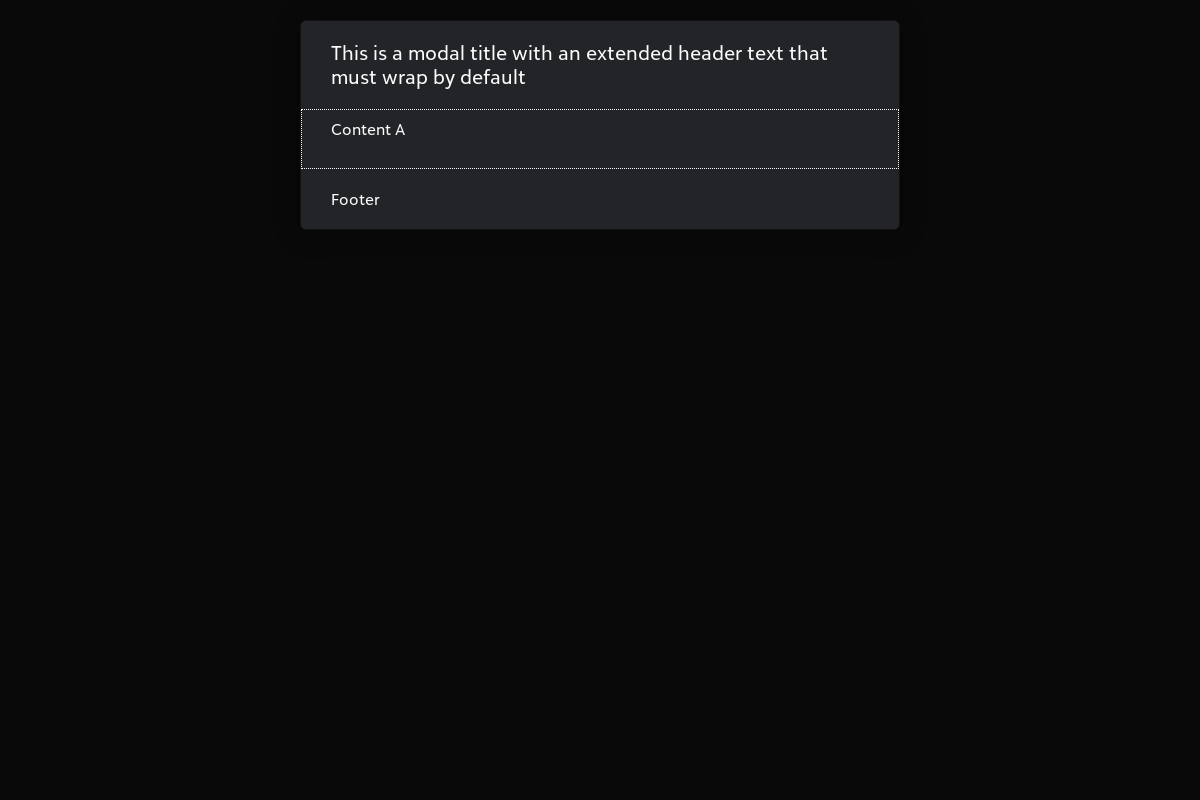 This is a modal title with an extended header text that
must wrap by default
Content A
Footer